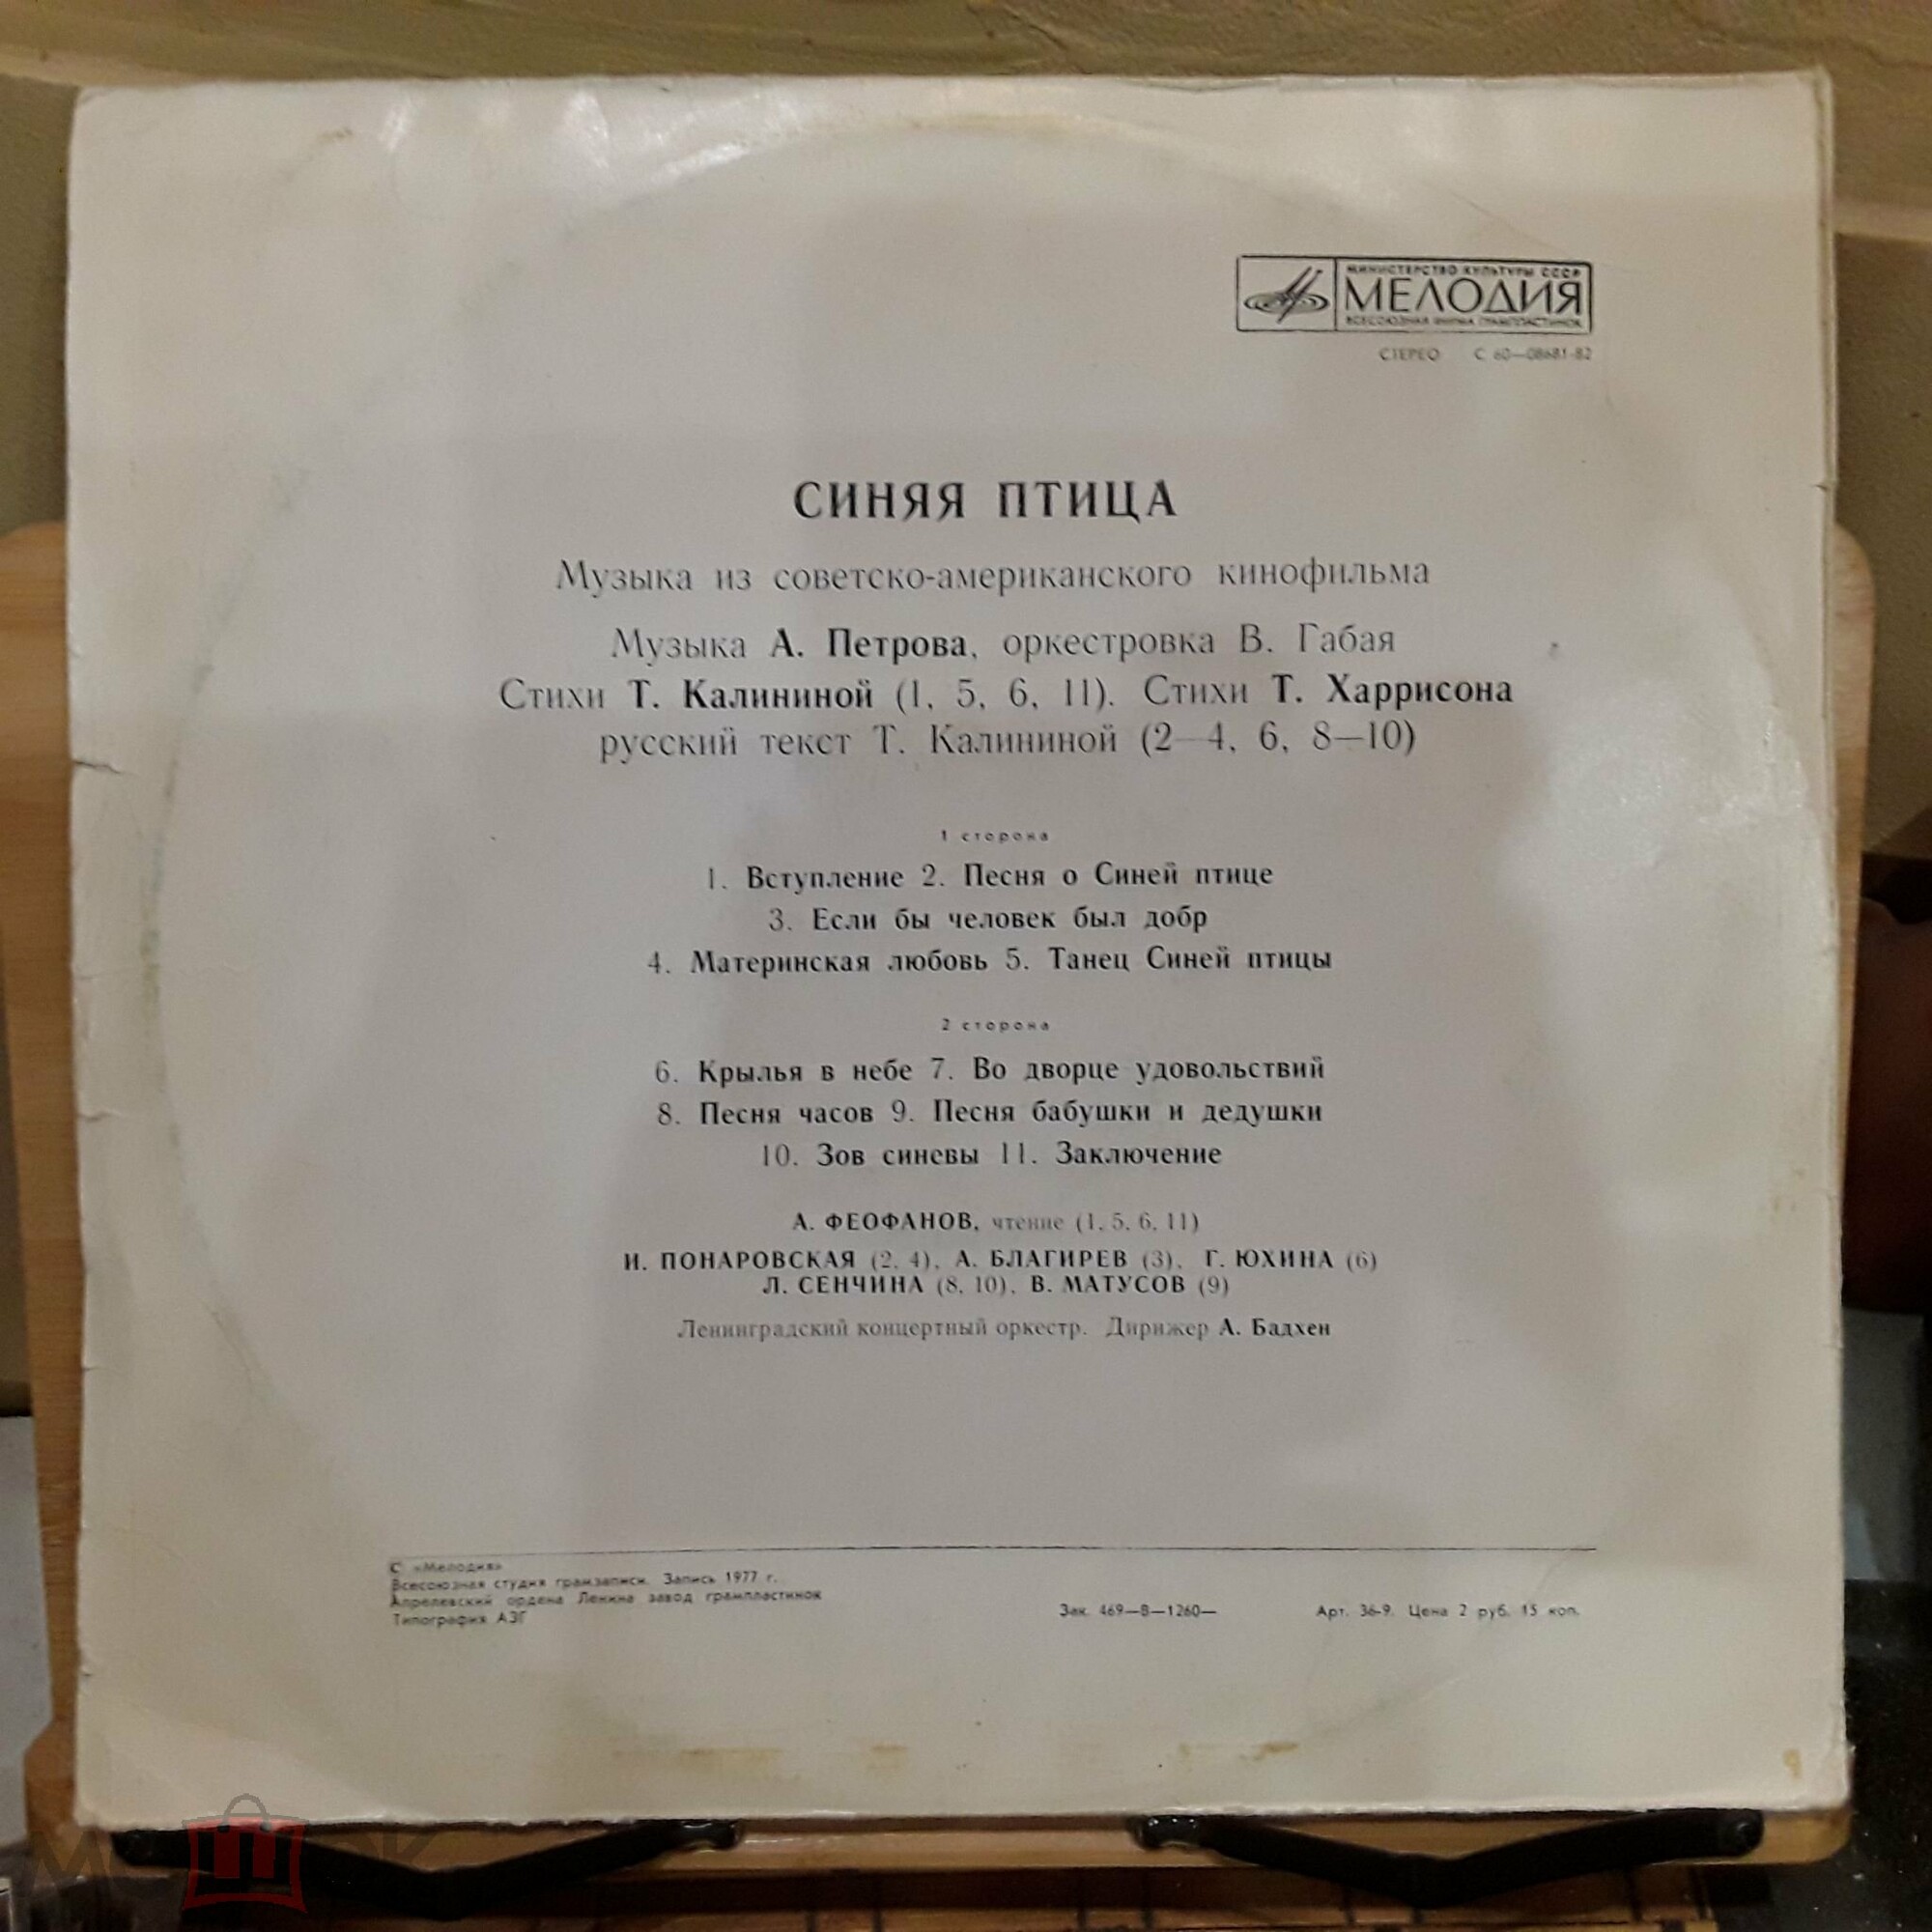 МИНИСТЕРСТВО КУЛЬТУРЫ СССР
МЕЛОДИЯ
ВСЕСОЮЗНАЯ ФИРМА ГРАМПЛАСТИНОК
СТЕРЕО С 60—08681-82
СИНЯЯ ПТИЦА
Музыка из советско-американского кинофильма
Музыка А. Петрова, оркестровка В. Габая
Стихи Т. Калининой (1, 5, 6, 11). Стихи Т. Харрисона
русский текст Т. Калининой (2—4, 6, 8—10)
1 сторона
1. Вступление 2. Песня о Синей птице
3. Если бы человек был добр
4. Материнская любовь 5. Танец Синей птицы
2 сторона
6. Крылья в небе 7. Во дворце удовольствий
8. Песня часов 9. Песня бабушки и дедушки
10. Зов синевы 11. Заключение
А. ФЕОФАНОВ, чтение (1, 5, 6, 11)
И. ПОНАРОВСКАЯ (2, 4), А. БЛАГИРЕВ (3), Г. ЮХИНА (6)
Л. СЕНЧИНА (8, 10), В. МАТУСОВ (9)
Ленинградский концертный оркестр. Дирижер А. Бадхен
С «Мелодия»
Всесоюзная студия грамзаписи. Запись 1977 г.
Апрелевский ордена Ленина завод грампластинок
Типография АЗГ
Зак. 469—В—1260—
Арт. 36-9. Цена 2 руб. 15 коп.